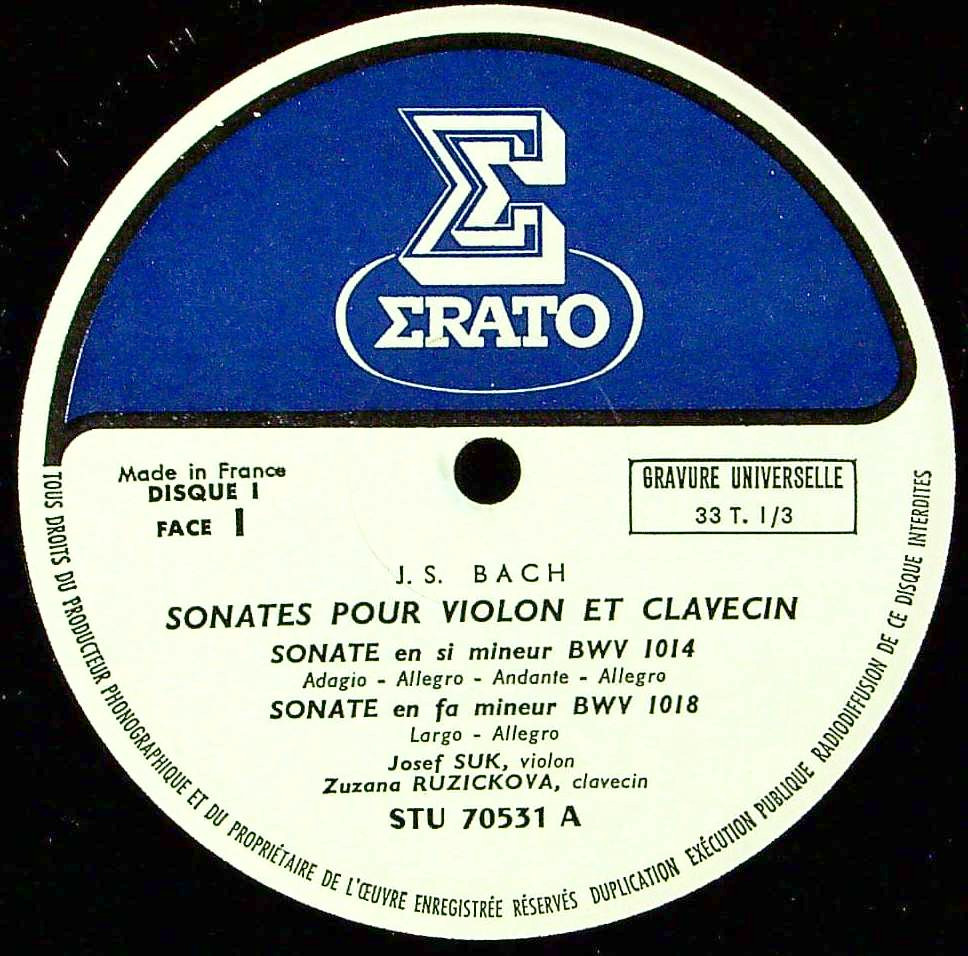 Σ
ΣRATO
Made in France
DISQUE 1
FACE 1
GRAVURE UNIVERSELLE
33 T. 1/3
J. S. BACH
SONATES POUR VIOLON ET CLAVECIN
SONATE en si mineur BWV 1014
Adagio - Allegro - Andante - Allegro
SONATE en fa mineur BWV 1018
Largo - Allegro
Josef SUK, violon
Zuzana RUZICKOVA, clavecin
STU 70531 A
TOUS DROITS DU PRODUCTEUR PHONOGRAPHIQUE ET DU PROPRIÉTAIRE DE L'ŒUVRE ENREGISTRÉE RÉSERVÉS DUPLICATION EXÉCUTION PUBLIQUE RADIODIFFUSION DE CE DISQUE INTERDITES